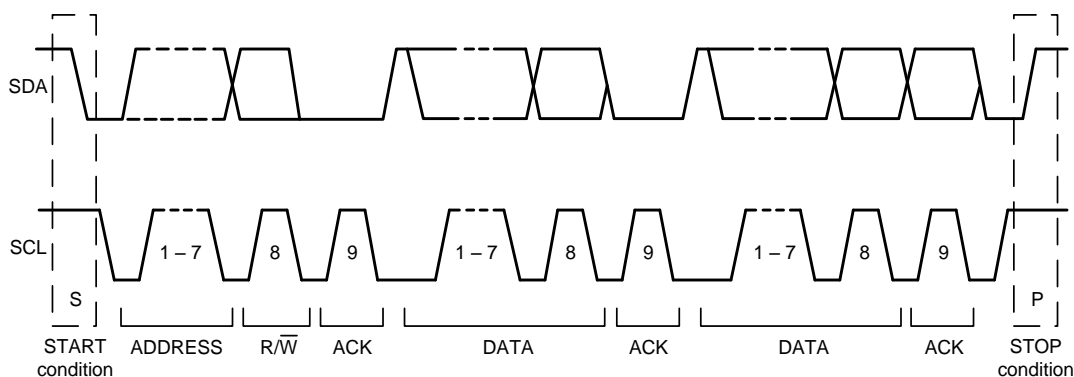 SDA
SCL
1 – 7
8
9
1 – 7
8
9
1 – 7
8
9
S
P
START
condition
ADDRESS
R/W̅
ACK
DATA
ACK
DATA
ACK
STOP
condition